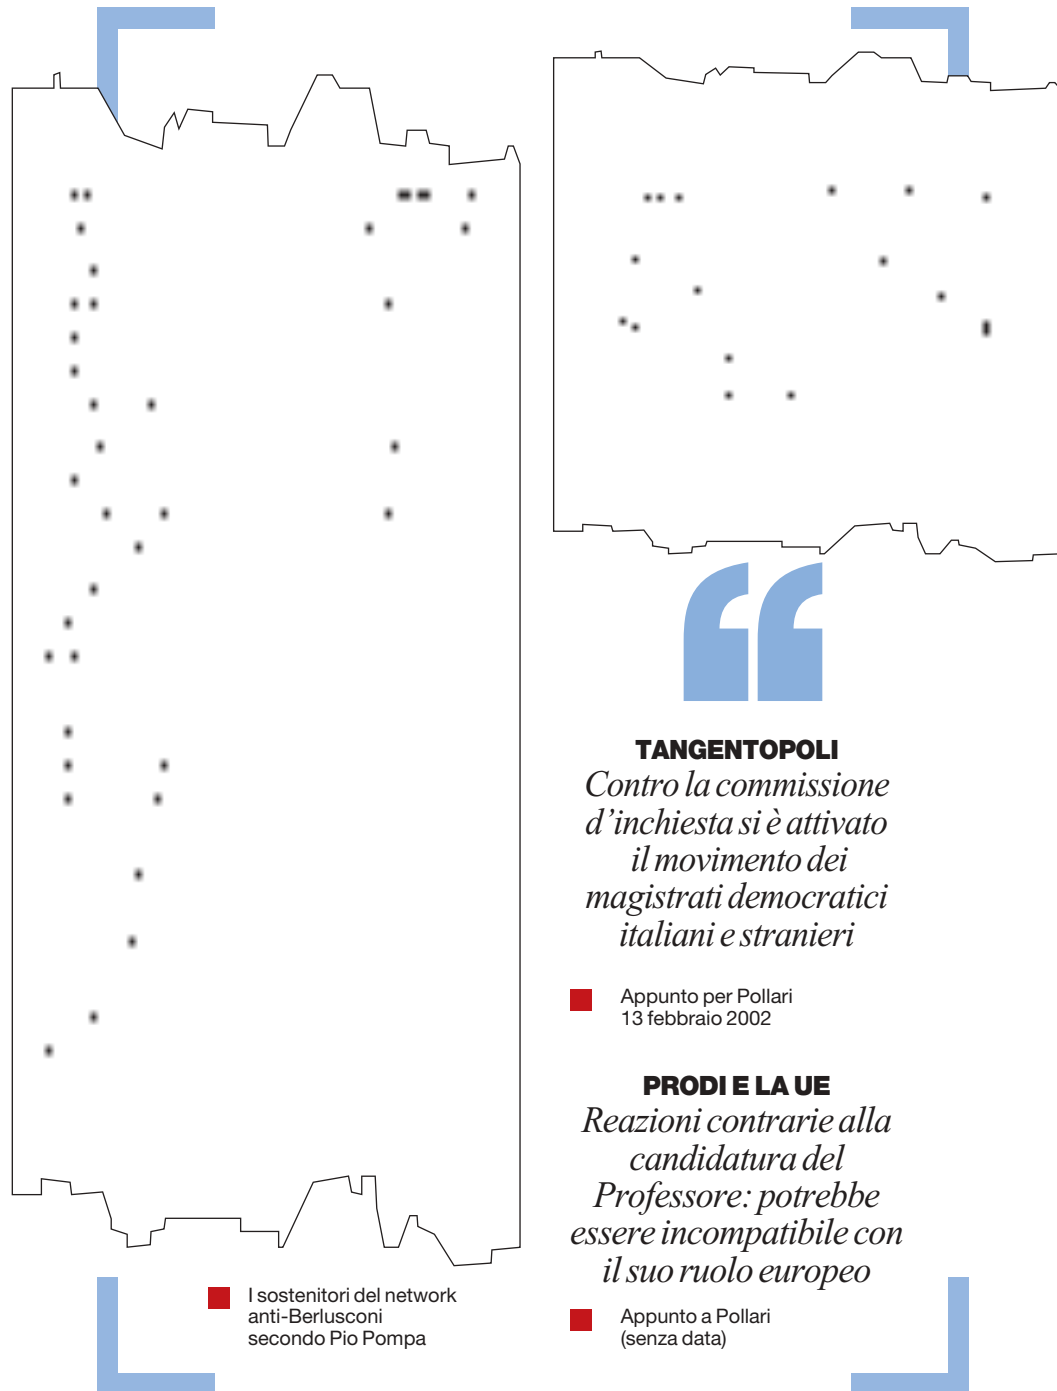 TANGENTOPOLI
Contro la commissione
d’inchiesta si è attivato
il movimento dei
magistrati democratici
italiani e stranieri
Appunto per Pollari
13 febbraio 2002
PRODI E LA UE
Reazioni contrarie alla
candidatura del
Professore: potrebbe
essere incompatibile con
il suo ruolo europeo
Appunto a Pollari
(senza data)
I sostenitori del network
anti-Berlusconi
secondo Pio Pompa